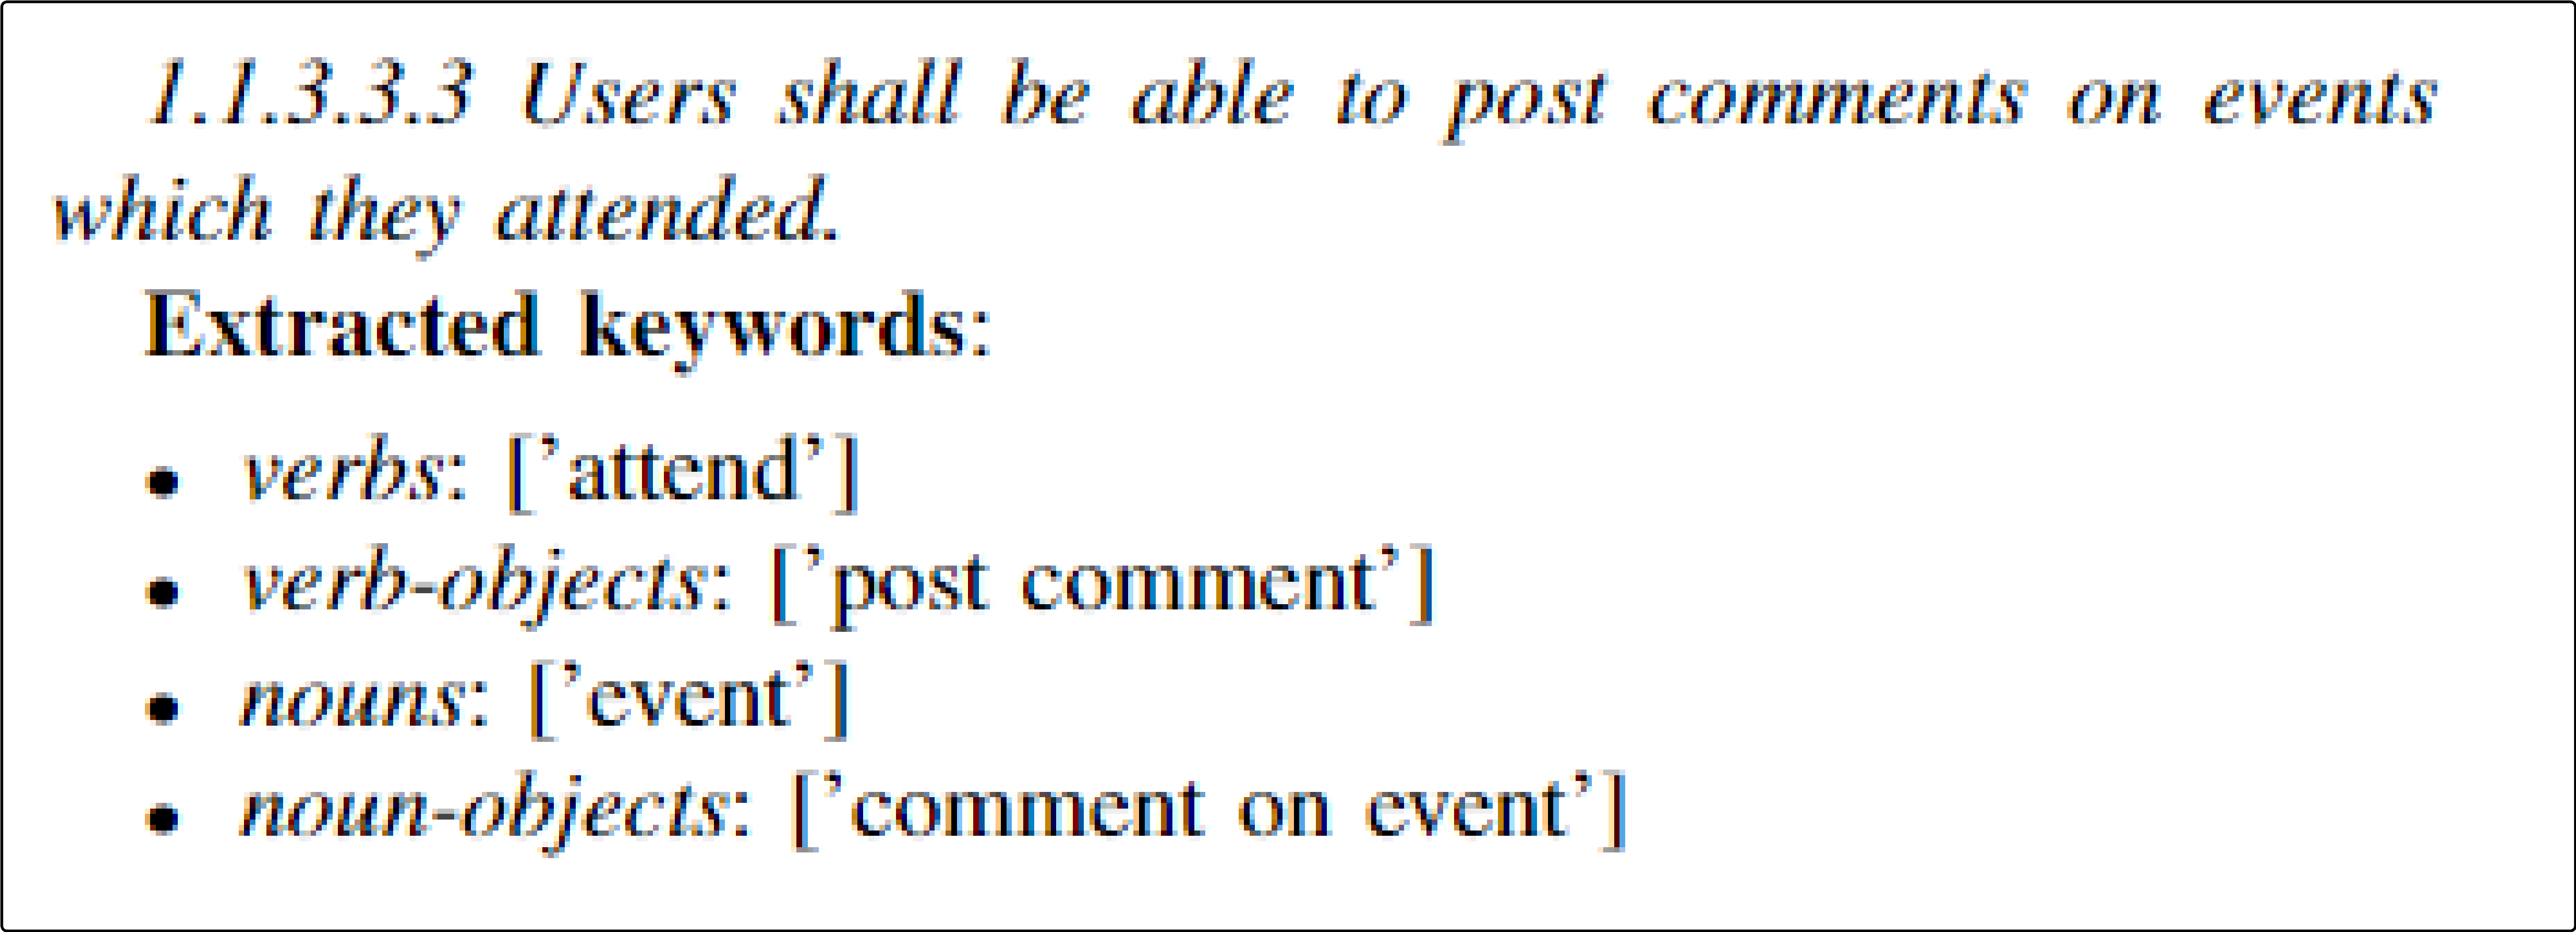 1.1.3.3.3 Users shall be able to post comments on events
which they attended.
Extracted keywords:
• verbs: [’attend’]
• verb-objects: [’post comment’]
• nouns: [’event’]
• noun-objects: [’comment on event’]